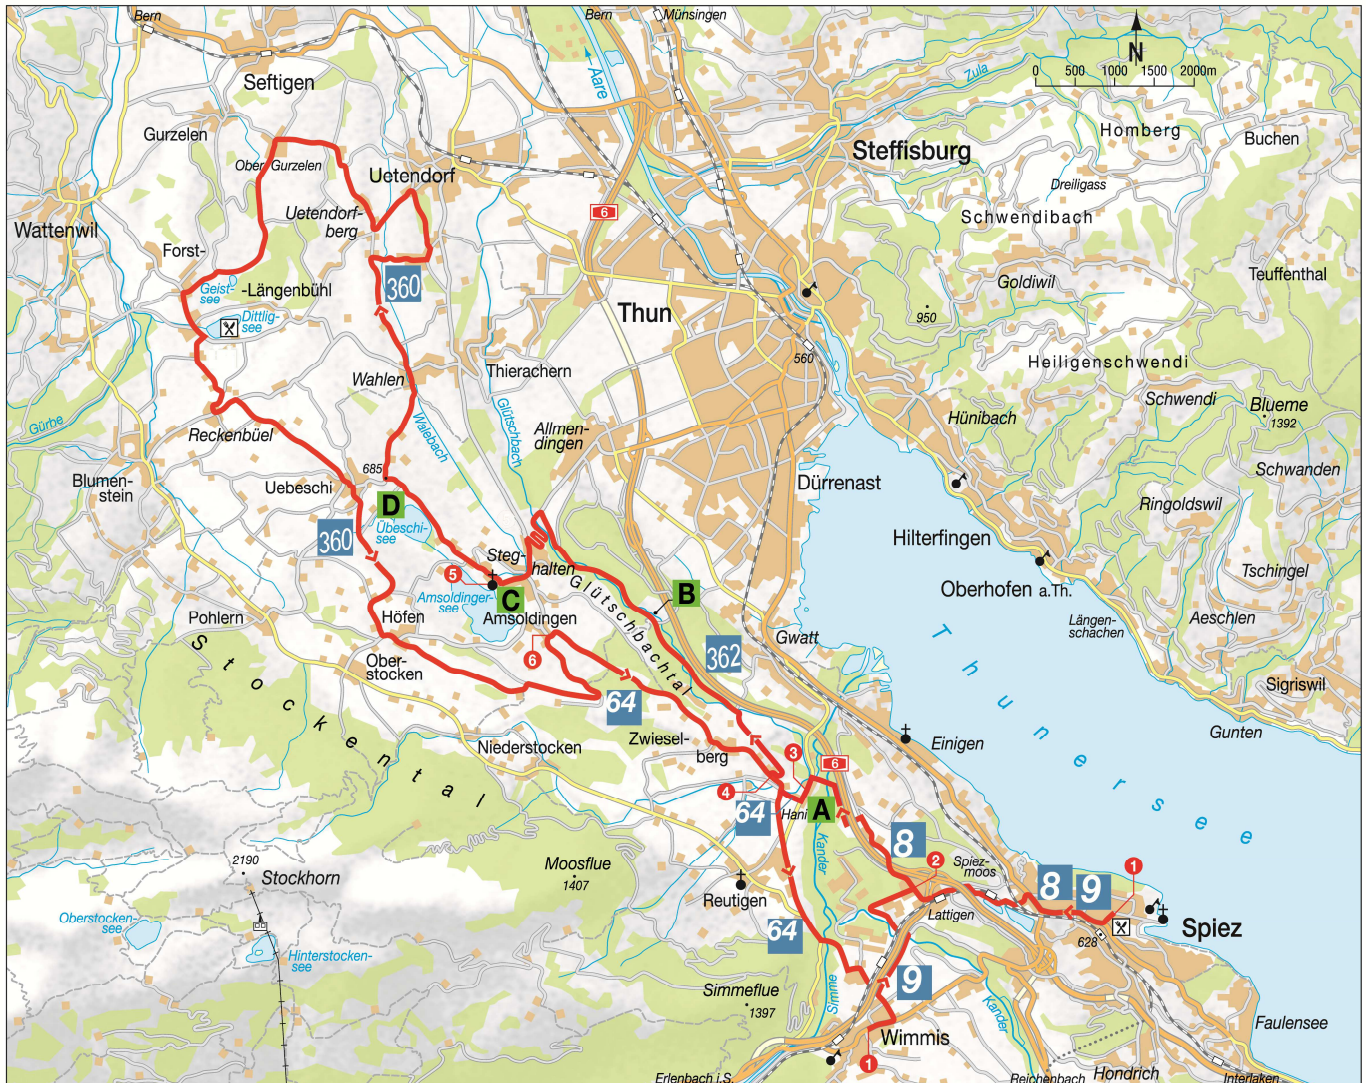 Bern
Bern
Münsingen
N
0 500 1000 1500 2000m
Aare
Zula
Seftigen
Gurzelen
Homberg
Buchen
Steffisburg
Ober Gurzelen
Uetendorf
Dreiligass
Uetendorf-
berg
6
Schwendibach
Wattenwil
Forst-
Geist-
see
-Längenbühl
360
Goldiwil
Teuffenthal
Dittlig-
see
Thun
950
560
Heiligenschwendi
Wahlen
Thierachern
Schwendi
Blueme
1392
Hünibach
Gürbe
Reckenbüel
Walebach
Glütschbach
Allmen-
dingen
685
Schwanden
Blumen-
stein
Uebeschi
Dürrenast
Ringoldswil
D
Übeschi-
see
360
Hilterfingen
Steg-
halten
Tschingel
5
Oberhofen a.Th.
Amsoldinger-
see
C
B
Glütschbachtal
Pohlern
Höfen
Amsoldingen
Längen-
schachen
Aeschlen
Gwatt
Thunersee
6
362
Ober-
stocken
Stockental
Sigriswil
64
Gunten
Zwiesel-
berg
Niederstocken
Einigen
3
6
4
64
Hani
A
Kander
8
2
Spiez-
moos
2190
Stockhorn
Moosflue
1407
Reutigen
8
9
1
Lattigen
Oberstocken-
see
64
628
Spiez
Hinterstocken-
see
Simmeflue
1397
Simme
9
Kander
Faulensee
Wimmis
1
Erlenbach i.S.
Reichenbach
Hondrich
Interlaken